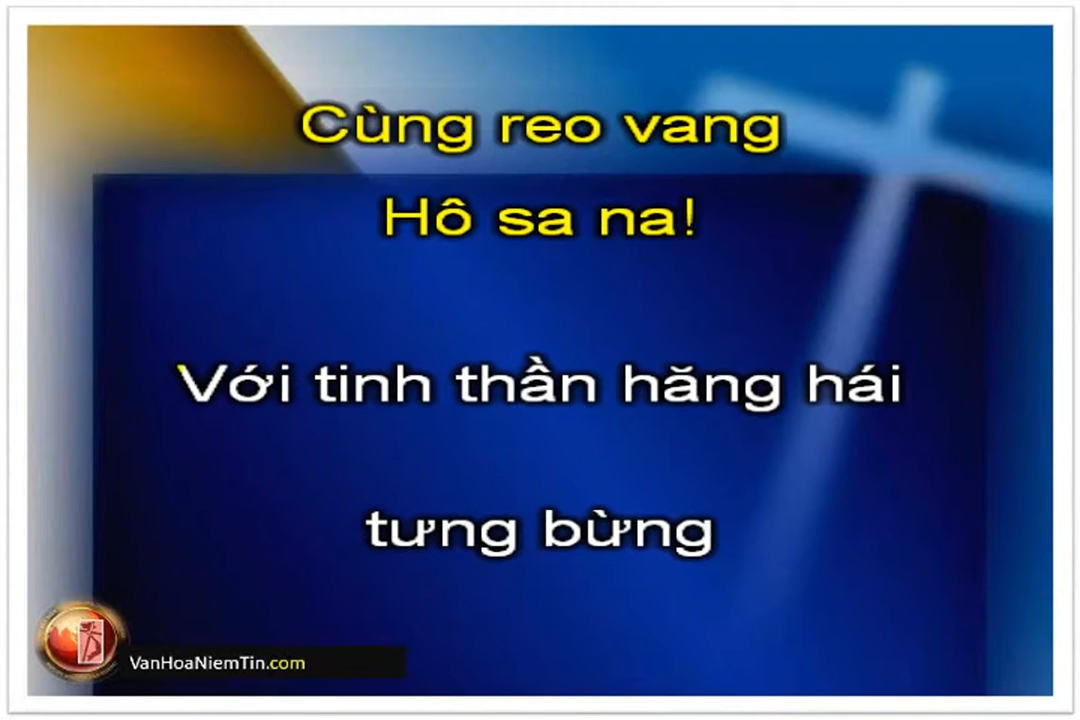 Cùng reo vang
Hô sa na!
Với tinh thần hăng hái
tưng bừng
VanHoaNiemTin.com